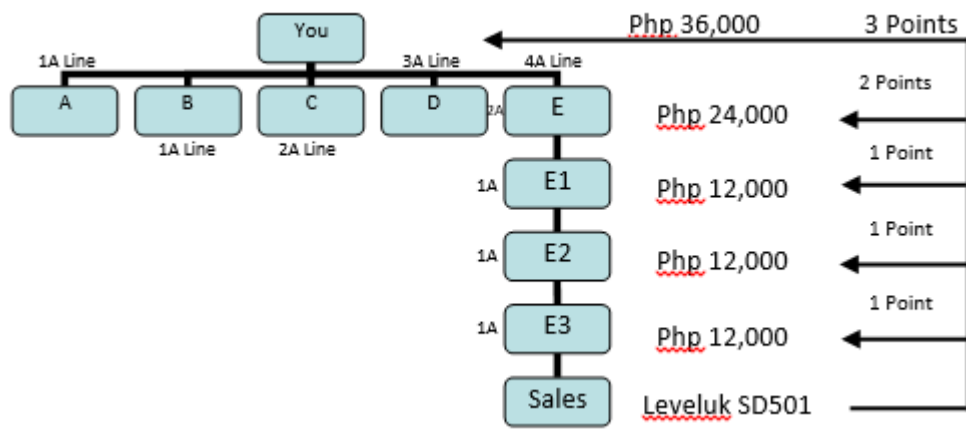 You
Php 36,000 3 Points
1A Line 3A Line 4A Line
A B C D 2A E Php 24,000 2 Points
1A Line 2A Line
1A E1 Php 12,000 1 Point
1A E2 Php 12,000 1 Point
1A E3 Php 12,000 1 Point
Sales Leveluk SD501